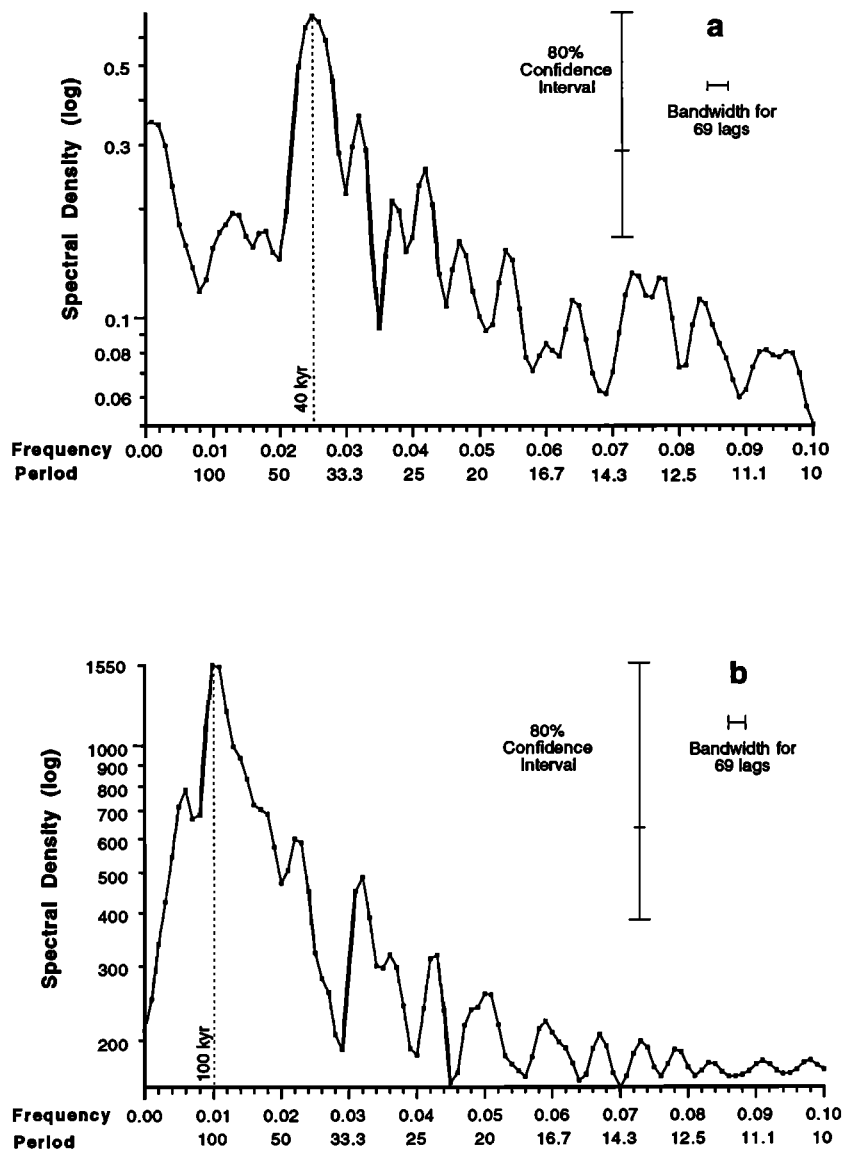 a
80%
Confidence
Interval
Bandwidth for
69 lags
Spectral Density (log)
0.5
0.3
0.1
0.08
0.06
40 kyr
Frequency 0.00 0.01 0.02 0.03 0.04 0.05 0.06 0.07 0.08 0.09 0.10
Period 100 50 33.3 25 20 16.7 14.3 12.5 11.1 10
b
80%
Confidence
Interval
Bandwidth for
69 lags
Spectral Density (log)
1550
1000
900
800
700
600
500
400
300
200
100 kyr
Frequency 0.00 0.01 0.02 0.03 0.04 0.05 0.06 0.07 0.08 0.09 0.10
Period 100 50 33.3 25 20 16.7 14.3 12.5 11.1 10